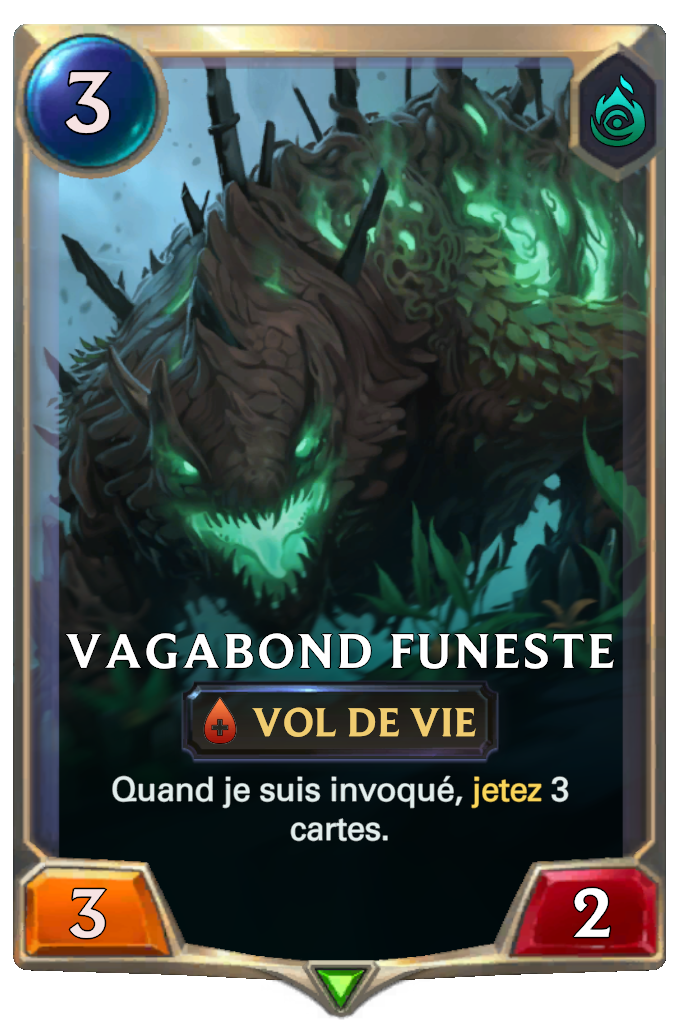 3
VAGABOND FUNESTE
VOL DE VIE
Quand je suis invoqué, jetez 3
cartes.
3
2